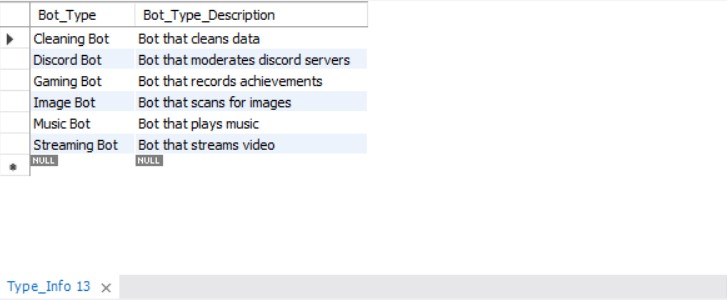 Bot_Type Bot_Type_Description
Cleaning Bot Bot that cleans data
Discord Bot Bot that moderates discord servers
Gaming Bot Bot that records achievements
Image Bot Bot that scans for images
Music Bot Bot that plays music
Streaming Bot Bot that streams video
NULL NULL
Type_Info 13